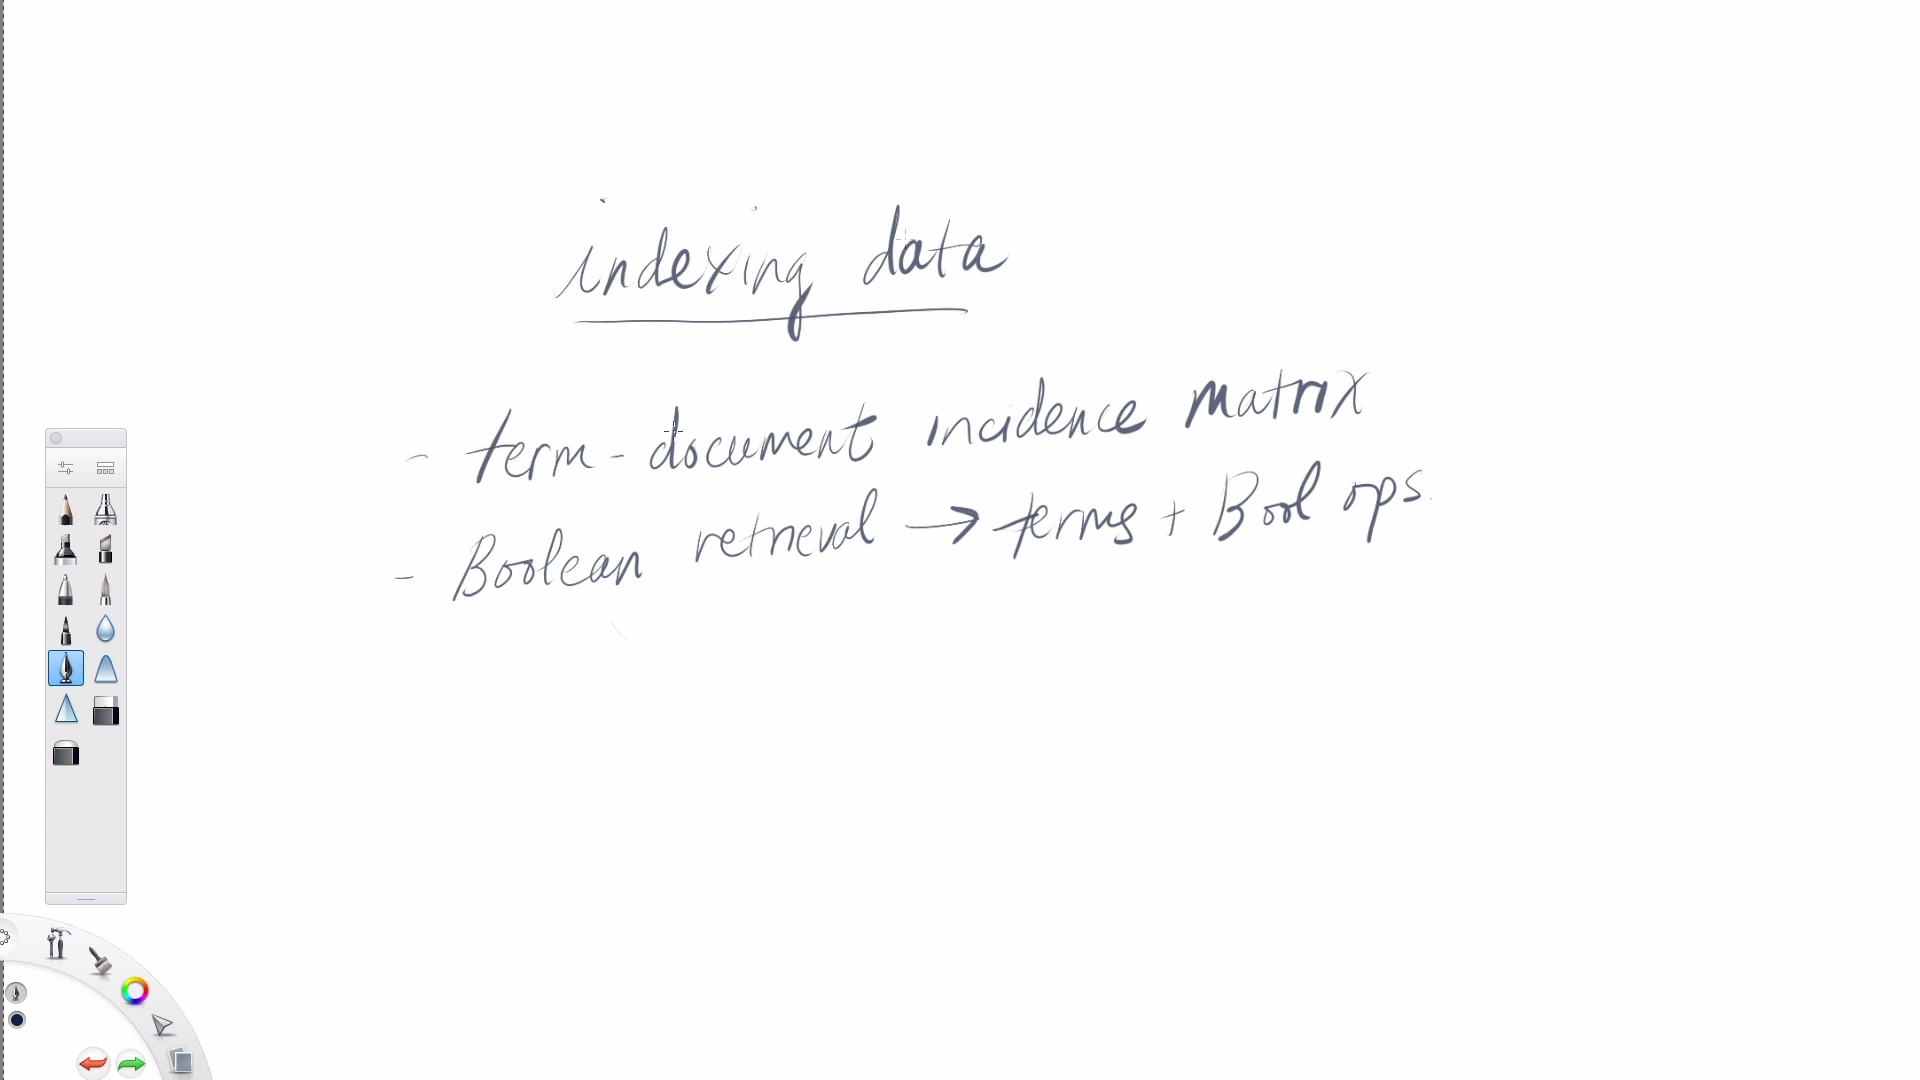 indexing data
- term-document incidence matrix
- Boolean retrieval → terms + Bool ops.